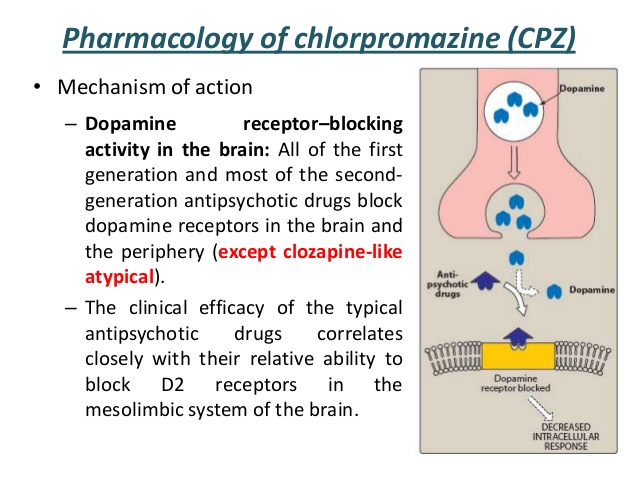 Pharmacology of chlorpromazine (CPZ)
• Mechanism of action
– Dopamine receptor–blocking
activity in the brain: All of the first
generation and most of the second-
generation antipsychotic drugs block
dopamine receptors in the brain and
the periphery (except clozapine-like
atypical).
– The clinical efficacy of the typical
antipsychotic drugs correlates
closely with their relative ability to
block D2 receptors in the
mesolimbic system of the brain.
Dopamine
Anti-
psychotic
drugs
Dopamine
Dopamine
receptor blocked
DECREASED
INTRACELLULAR
RESPONSE